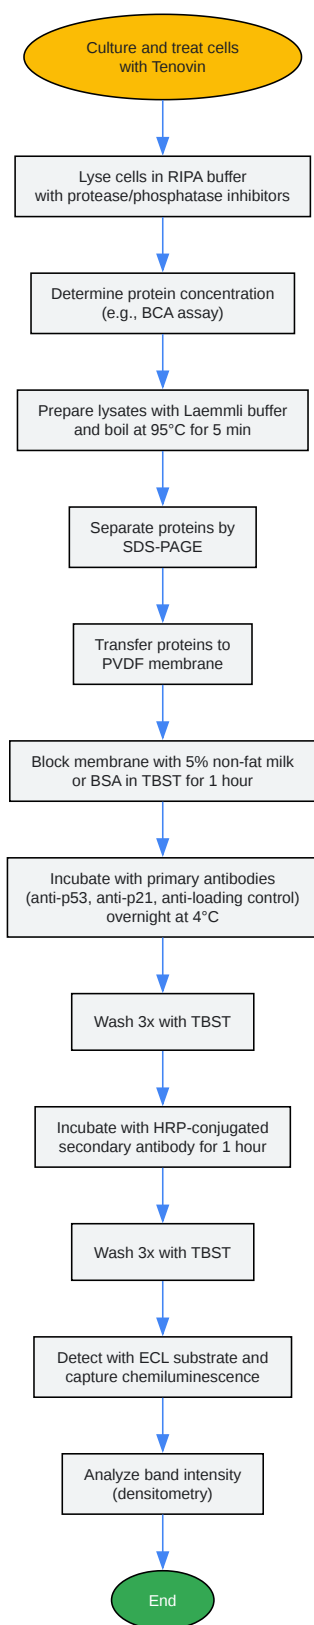 Culture and treat cells
with Tenovin
Lyse cells in RIPA buffer
with protease/phosphatase inhibitors
Determine protein concentration
(e.g., BCA assay)
Prepare lysates with Laemmli buffer
and boil at 95°C for 5 min
Separate proteins by
SDS-PAGE
Transfer proteins to
PVDF membrane
Block membrane with 5% non-fat milk
or BSA in TBST for 1 hour
Incubate with primary antibodies
(anti-p53, anti-p21, anti-loading control)
overnight at 4°C
Wash 3x with TBST
Incubate with HRP-conjugated
secondary antibody for 1 hour
Wash 3x with TBST
Detect with ECL substrate and
capture chemiluminescence
Analyze band intensity
(densitometry)
End